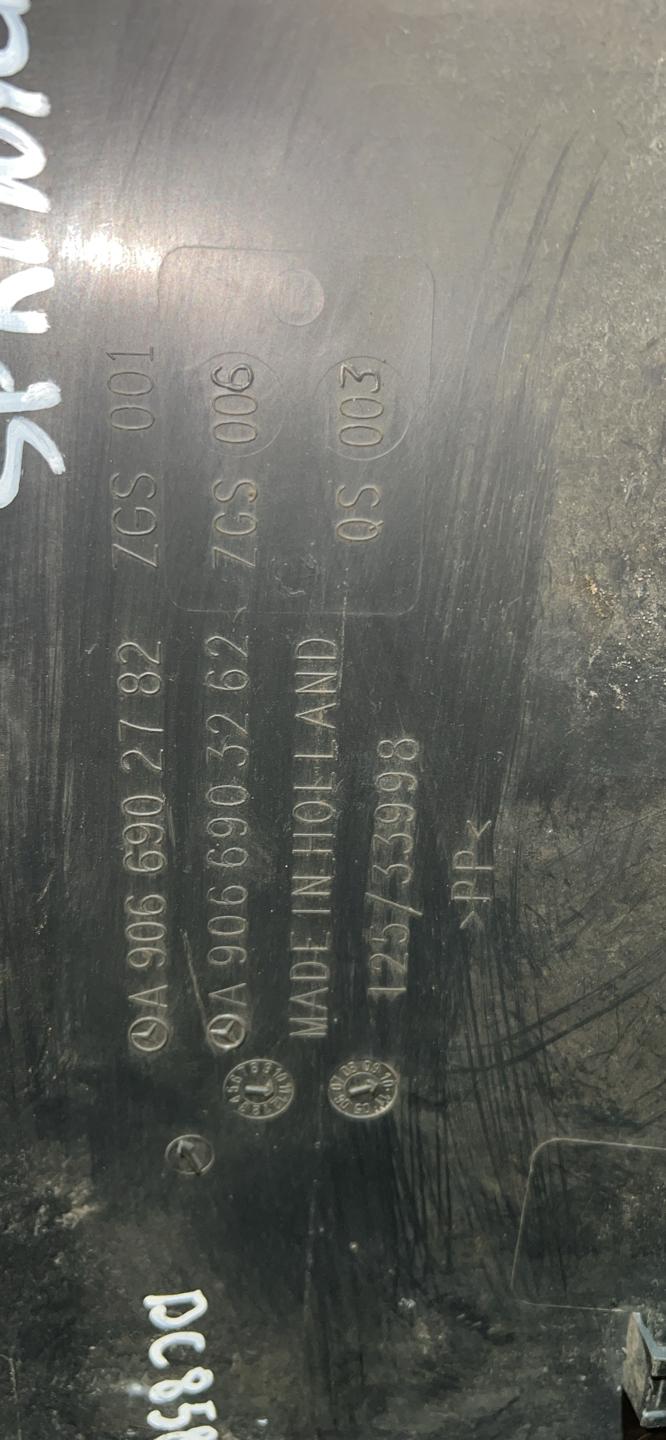 A 906 690 27 82 ZGS 001
A 906 690 32 62 ZGS 006
MADE IN HOLLAND QS 003
125/33998
>PP<
DC858